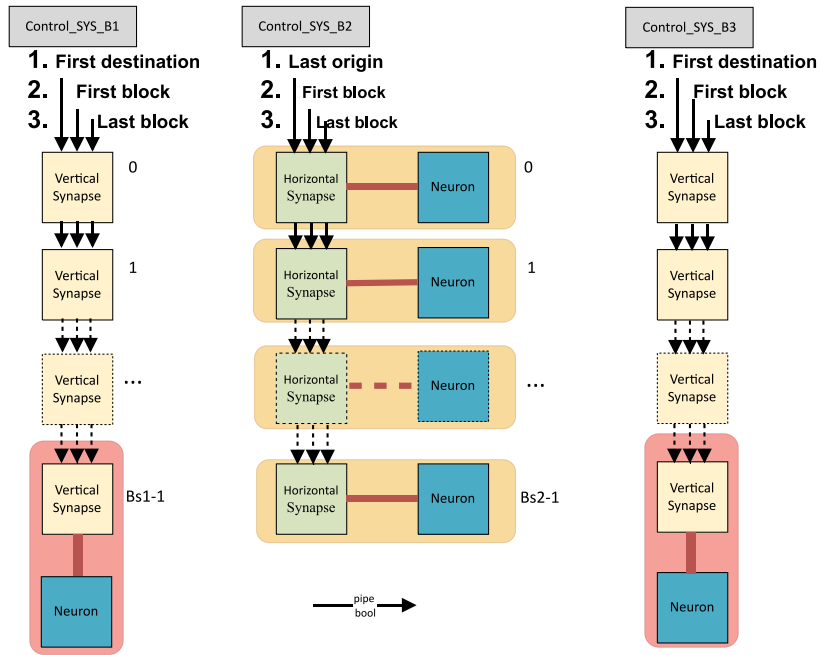 Control_SYS_B1
1. First destination
2. First block
3. Last block
Vertical
Synapse
0
Vertical
Synapse
1
Vertical
Synapse
...
Vertical
Synapse
Bs1-1
Neuron
Control_SYS_B2
1. Last origin
2. First block
3. Last block
Horizontal
Synapse
Neuron
0
Horizontal
Synapse
Neuron
1
Horizontal
Synapse
Neuron
...
Horizontal
Synapse
Neuron
Bs2-1
pipe
bool
Control_SYS_B3
1. First destination
2. First block
3. Last block
Vertical
Synapse
Vertical
Synapse
Vertical
Synapse
Vertical
Synapse
Neuron